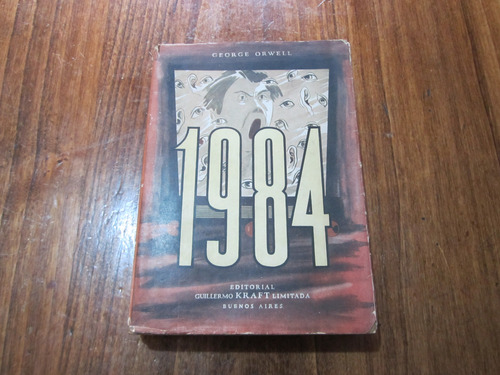 GEORGE ORWELL
1984
EDITORIAL
GUILLERMO KRAFT LIMITADA
BUENOS AIRES